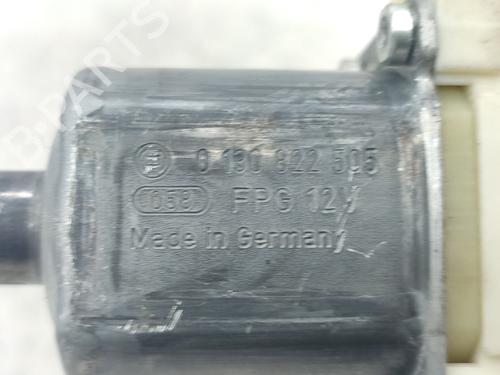 0 130 822 505
058 FPG 12V
Made in Germany
B-PARTS